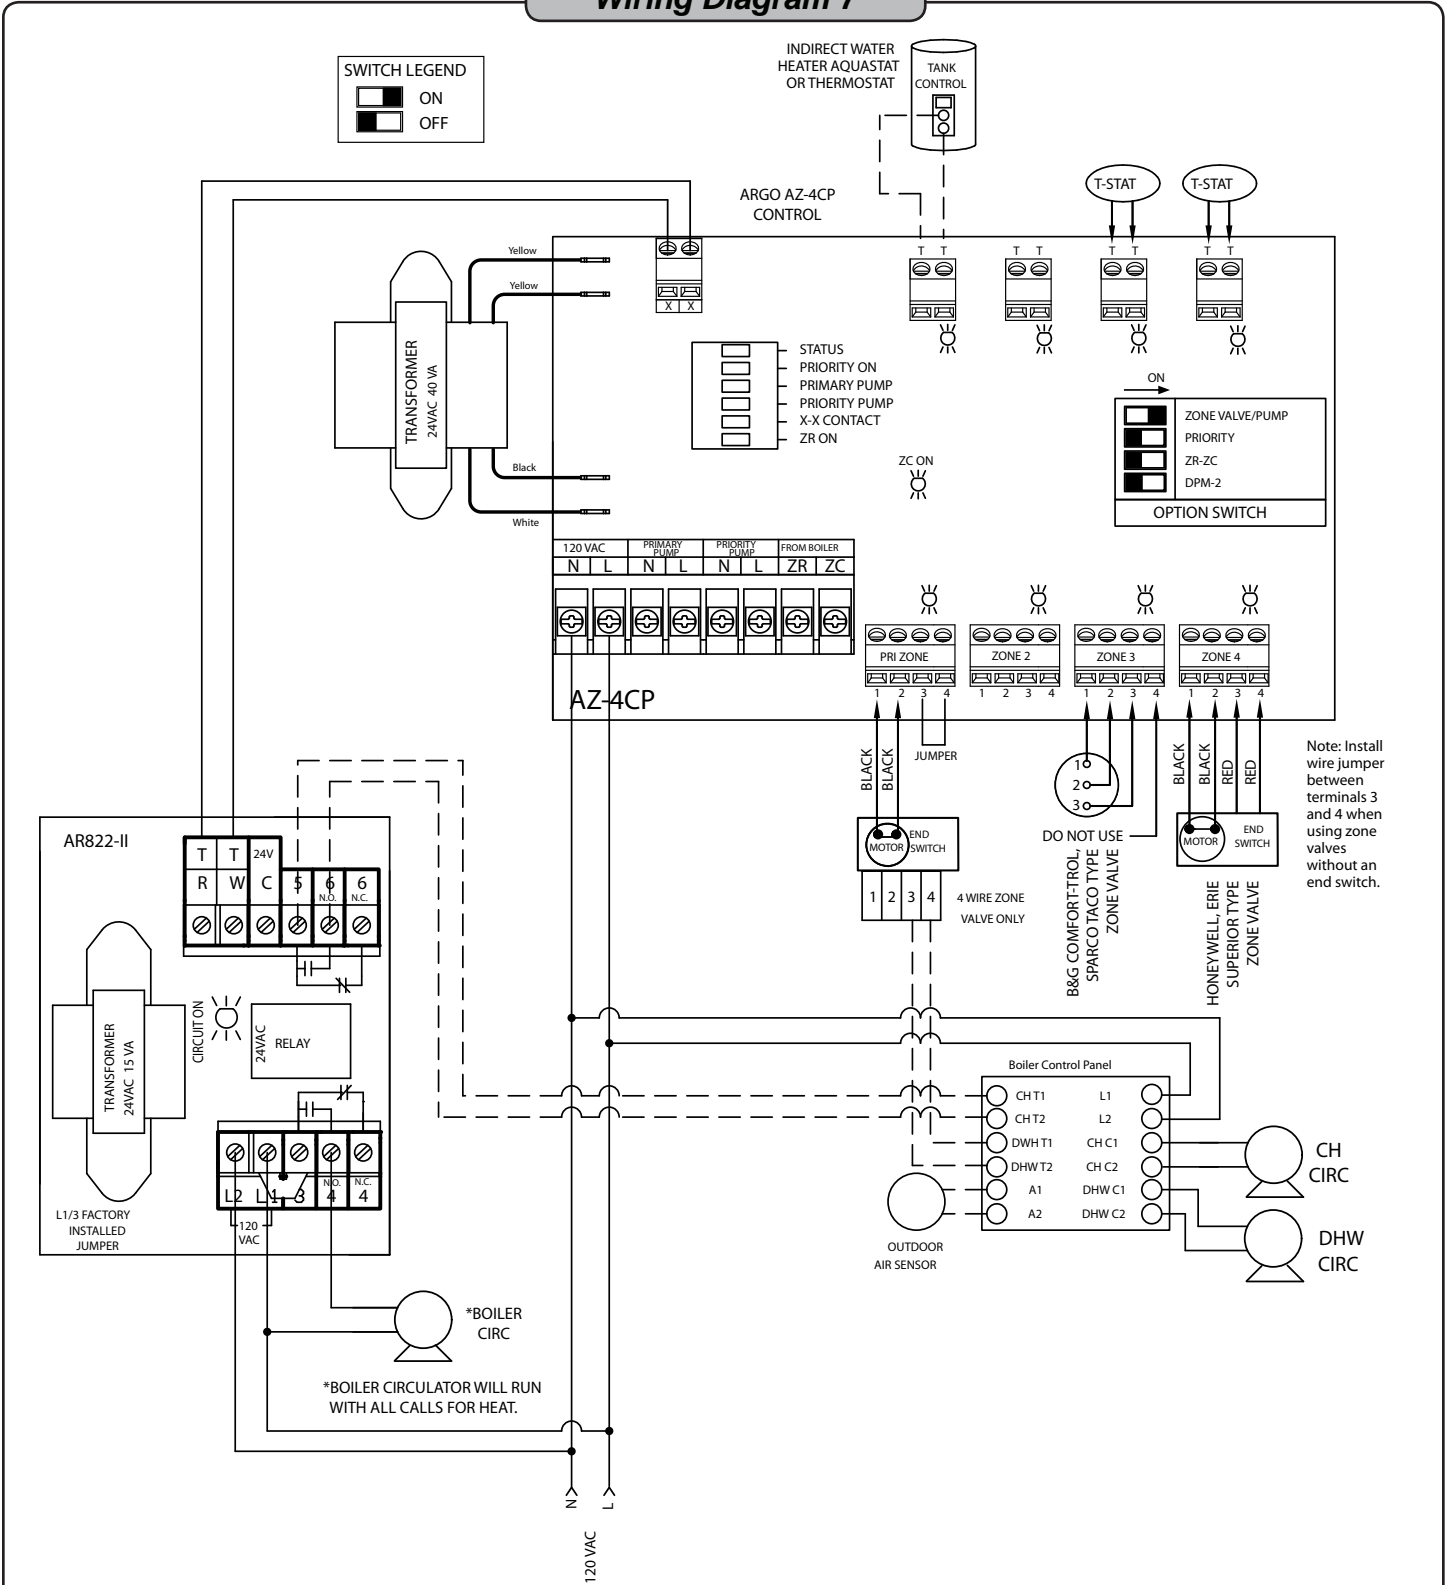 Wiring Diagram 7
SWITCH LEGEND
ON
OFF
INDIRECT WATER
HEATER AQUASTAT
OR THERMOSTAT
TANK
CONTROL
ARGO AZ-4CP
CONTROL
T-STAT
T-STAT
T T
T T
T T
T T
X X
Yellow
Yellow
TRANSFORMER
24VAC 40 VA
Black
White
STATUS
PRIORITY ON
PRIMARY PUMP
PRIORITY PUMP
X-X CONTACT
ZR ON
ZC ON
ON
ZONE VALVE/PUMP
PRIORITY
ZR-ZC
DPM-2
OPTION SWITCH
120 VAC
PRIMARY
PUMP
PRIORITY
PUMP
FROM BOILER
N L N L N L ZR ZC
AZ-4CP
PRI ZONE
1 2 3 4
ZONE 2
1 2 3 4
ZONE 3
1 2 3 4
ZONE 4
1 2 3 4
BLACK
BLACK
JUMPER
MOTOR
END
SWITCH
1 2 3 4
4 WIRE ZONE
VALVE ONLY
1
2
3
DO NOT USE
B&G COMFORT-TROL,
SPARCO TACO TYPE
ZONE VALVE
BLACK
BLACK
RED
RED
MOTOR
END
SWITCH
HONEYWELL, ERIE
SUPERIOR TYPE
ZONE VALVE
Note: Install
wire jumper
between
terminals 3
and 4 when
using zone
valves
without an
end switch.
AR822-II
T T 24V
R W C 5 6 6
N.O. N.C.
TRANSFORMER
24VAC 15 VA
CIRCUIT ON
24VAC
RELAY
N.O. N.C.
L2 L1 3 4 4
120
VAC
L1/3 FACTORY
INSTALLED
JUMPER
*BOILER
CIRC
*BOILER CIRCULATOR WILL RUN
WITH ALL CALLS FOR HEAT.
Boiler Control Panel
CH T1 L1
CH T2 L2
DWH T1 CH C1
DHW T2 CH C2
A1 DHW C1
A2 DHW C2
OUTDOOR
AIR SENSOR
CH
CIRC
DHW
CIRC
N L
120 VAC